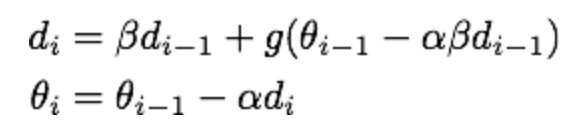 d_i = βd_{i−1} + g(θ_{i−1} − αβd_{i−1})
θ_i = θ_{i−1} − αd_i